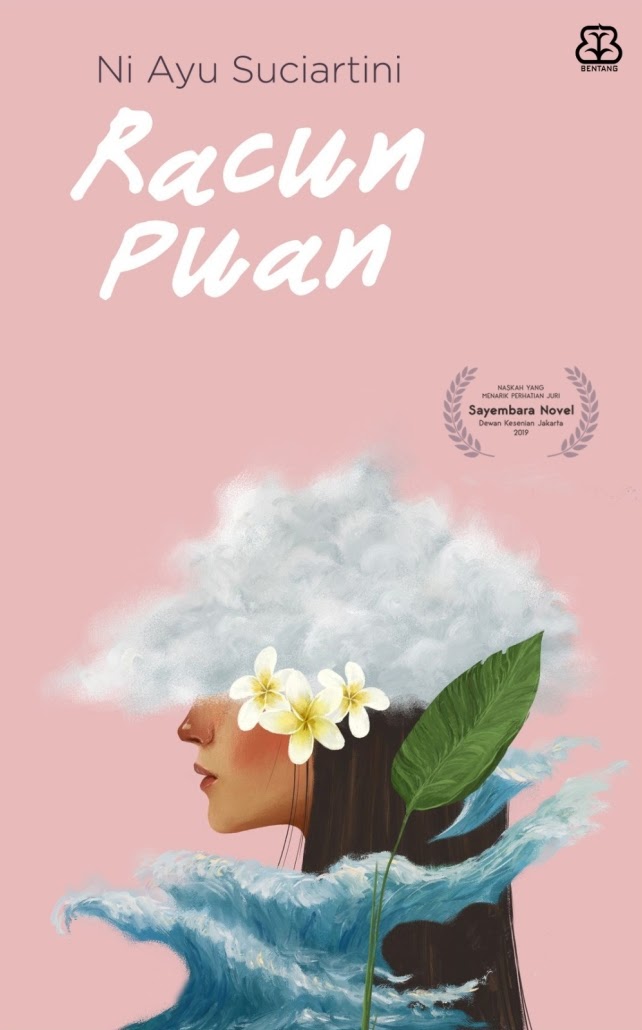 BENTANG
Ni Ayu Suciartini
Racun
Puan
NASKAH YANG
MENARIK PERHATIAN JURI
Sayembara Novel
Dewan Kesenian Jakarta
2019